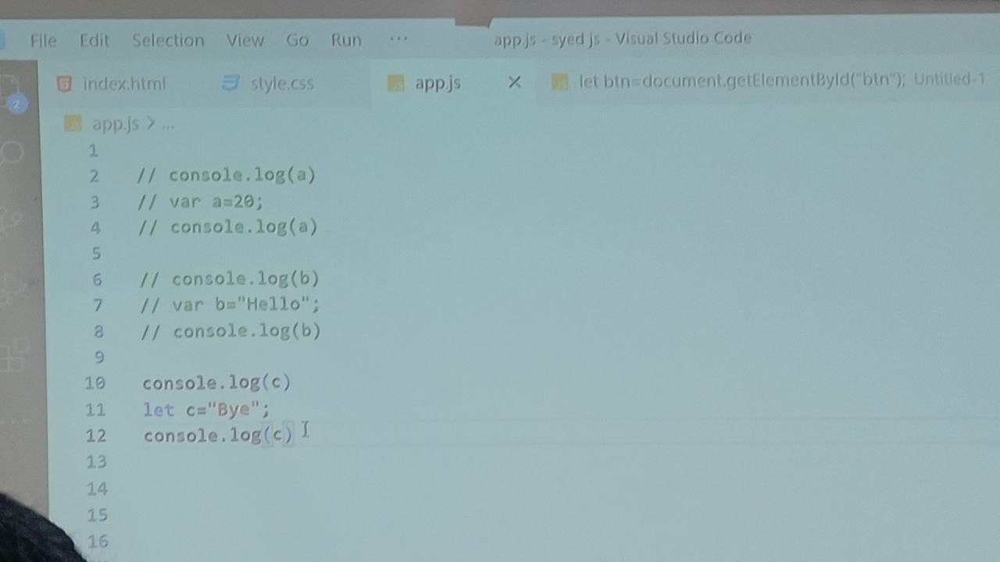 File Edit Selection View Go Run ... app.js - syed js - Visual Studio Code
index.html style.css app.js let btn=document.getElementById("btn"); Untitled-1
2
app.js > ...
1
2 // console.log(a)
3 // var a=20;
4 // console.log(a)
5
6 // console.log(b)
7 // var b="Hello";
8 // console.log(b)
9
10 console.log(c)
11 let c="Bye";
12 console.log(c)
13
14
15
16